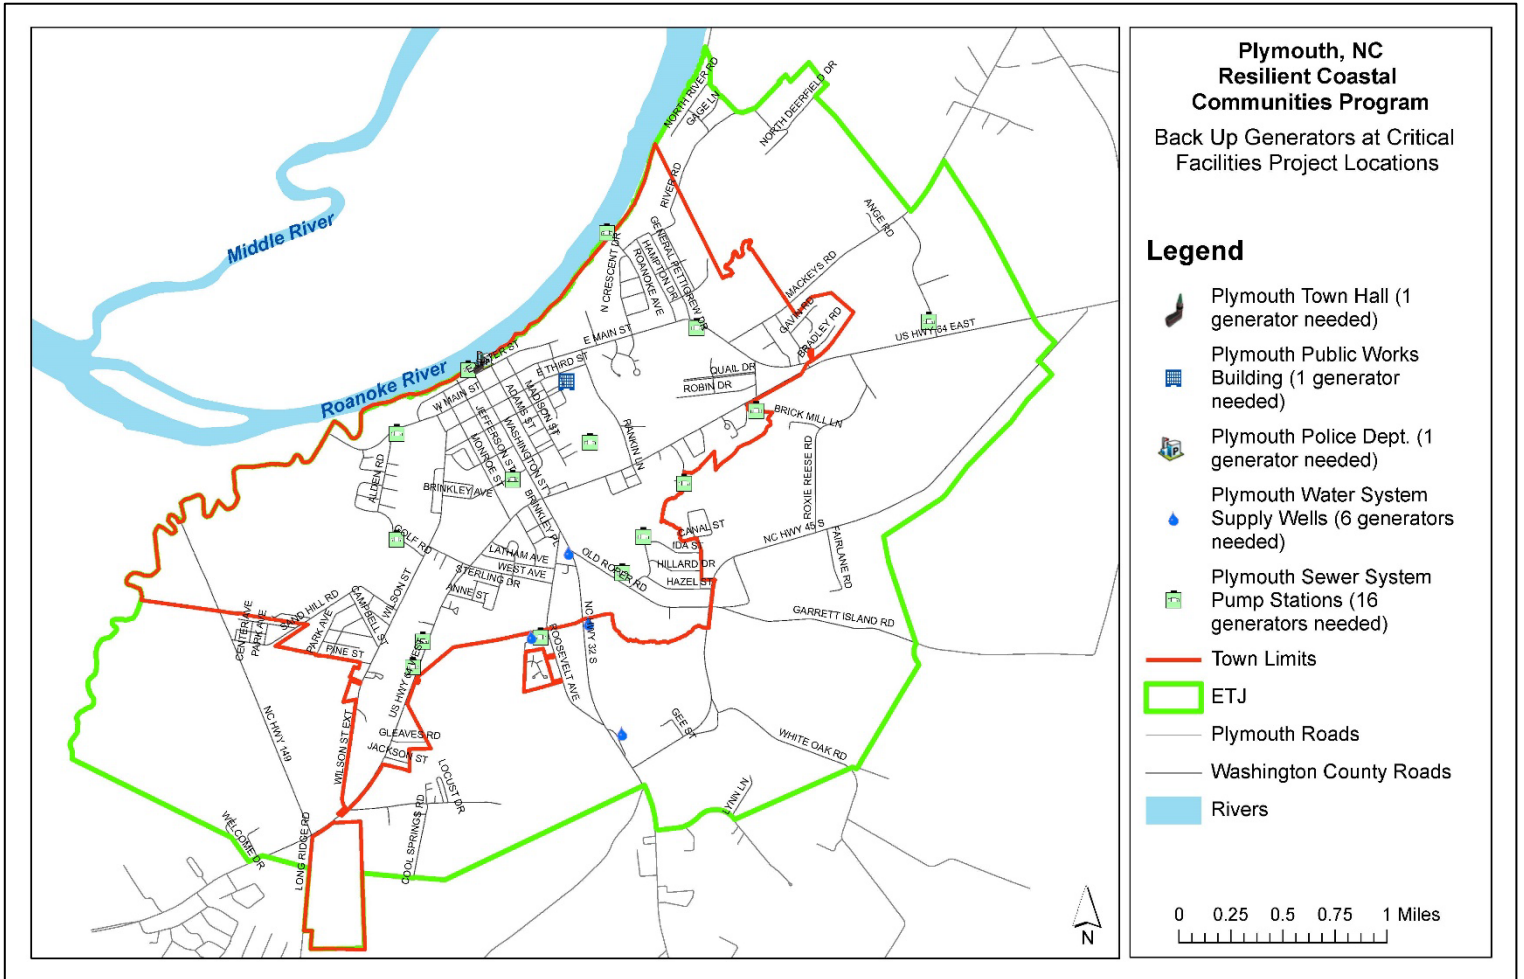 Plymouth, NC
Resilient Coastal
Communities Program
Back Up Generators at Critical
Facilities Project Locations
Legend
Plymouth Town Hall (1
generator needed)
Plymouth Public Works
Building (1 generator
needed)
Plymouth Police Dept. (1
generator needed)
Plymouth Water System
Supply Wells (6 generators
needed)
Plymouth Sewer System
Pump Stations (16
generators needed)
Town Limits
ETJ
Plymouth Roads
Washington County Roads
Rivers
0 0.25 0.5 0.75 1 Miles
N
Middle River
Roanoke River
NORTH RIVER RD
GAGE LN
NORTH DEERFIELD DR
RIVER RD
ANGE RD
GENERAL PETTIGREW DR
HAMPTON DR
ROANOKE AVE
N CRESCENT DR
MACKEYS RD
GAVIN RD
BRADLEY RD
US HWY 64 EAST
E MAIN ST
E THIRD ST
W MAIN ST
MADISON ST
ADAMS ST
WASHINGTON ST
JEFFERSON ST
MONROE ST
QUAIL DR
ROBIN DR
BRICK MILL LN
RANKIN LN
ROXIE REESE RD
ALDEN RD
BRINKLEY AVE
BRINKLEY PL
GOLF RD
CANAL ST
IDA ST
NC HWY 45 S
HILLARD DR
HAZEL ST
FAIRLANE RD
LATHAM AVE
WEST AVE
STERLING DR
ANNE ST
OLD ROPER RD
GARRETT ISLAND RD
WILSON ST
CAMPBELL ST
SAND HILL RD
PARK AVE
CENTER AVE
PARK AVE
PINE ST
ROOSEVELT AVE
NC HWY 32 S
US HWY 64 WEST
NC HWY 149
WILSON ST EXT
GLEAVES RD
JACKSON ST
GEE ST
WHITE OAK RD
LOCUST DR
LYNN LN
COOL SPRINGS RD
WELCOME DR
LONG RIDGE RD